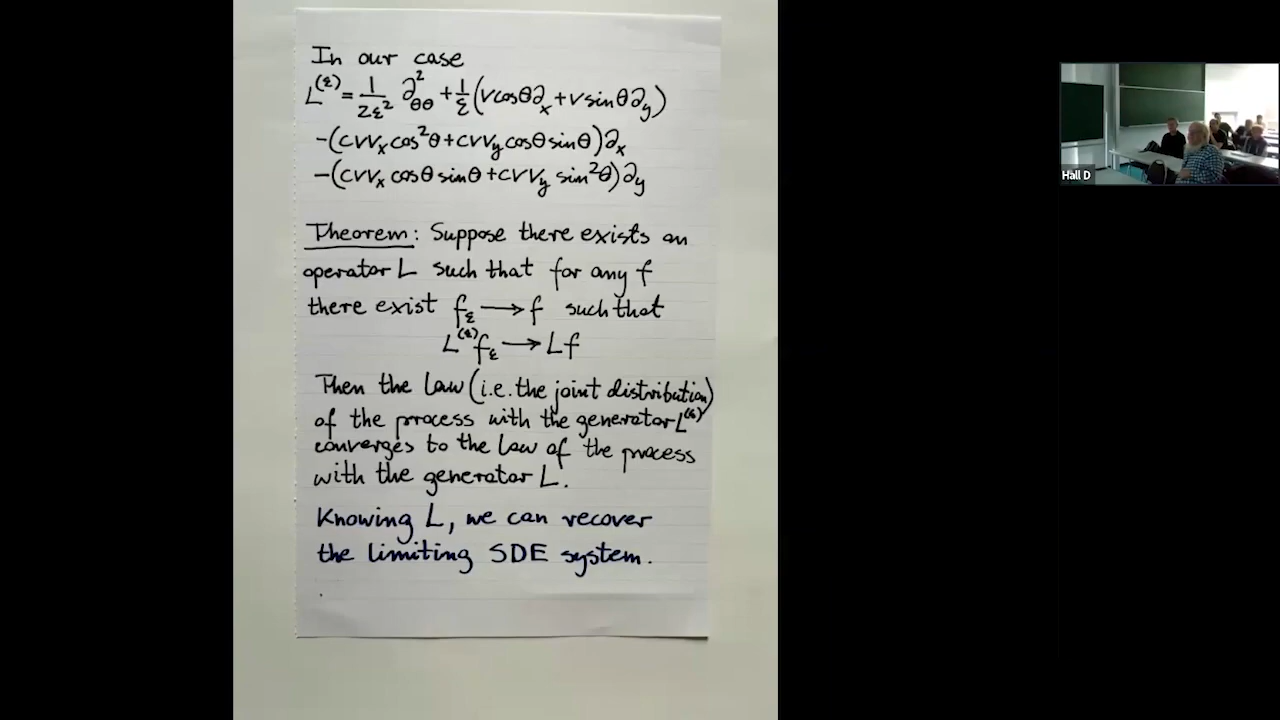 In our case
L^(ε) = 1/(2ε²) ∂²_θθ + 1/ε (v cosθ ∂_x + v sinθ ∂_y)
-(cvv_x cos²θ + cvv_y cosθ sinθ)∂_x
-(cvv_x cosθ sinθ + cvv_y sin²θ)∂_y
Theorem: Suppose there exists an
operator L such that for any f
there exist f_ε → f such that
L^(ε) f_ε → Lf
Then the law (i.e. the joint distribution)
of the process with the generator L^(ε)
converges to the law of the process
with the generator L.
Knowing L, we can recover
the limiting SDE system.
Hall D